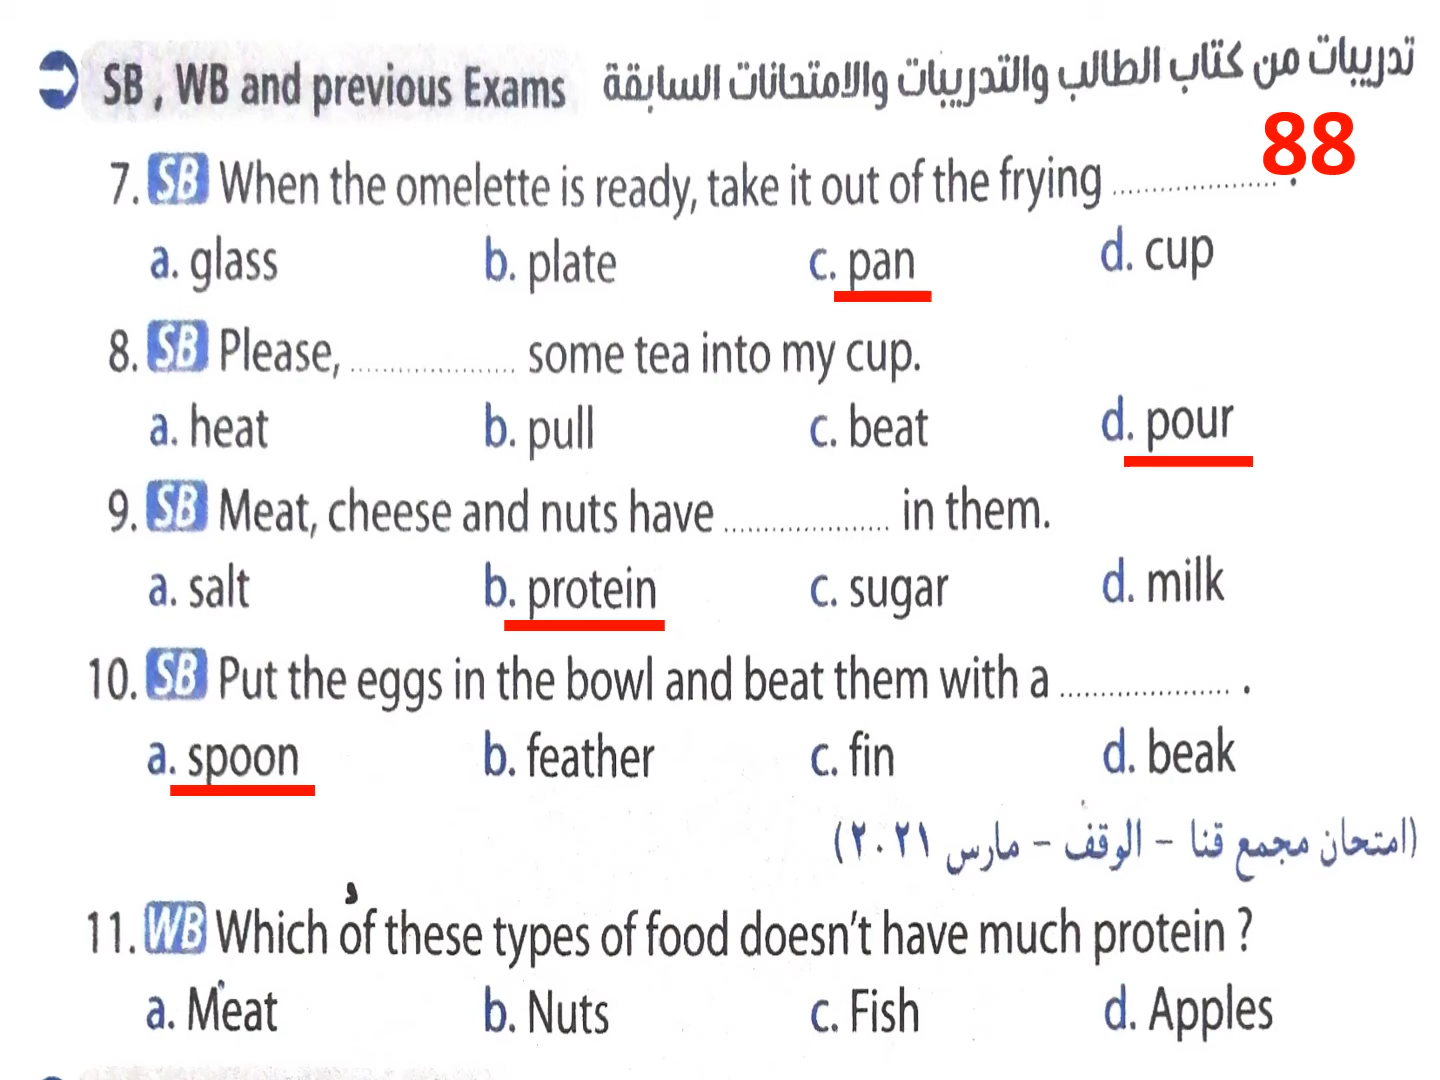 SB , WB and previous Exams تدريبات من كتاب الطالب والتدريبات والامتحانات السابقة
88
7. SB When the omelette is ready, take it out of the frying .................... .
a. glass b. plate c. pan d. cup
8. SB Please, .................... some tea into my cup.
a. heat b. pull c. beat d. pour
9. SB Meat, cheese and nuts have .................... in them.
a. salt b. protein c. sugar d. milk
10. SB Put the eggs in the bowl and beat them with a .................... .
a. spoon b. feather c. fin d. beak
(امتحان مجمع قنا – الوقف – مارس ٢٠٢١)
11. WB Which of these types of food doesn't have much protein ?
a. Meat b. Nuts c. Fish d. Apples